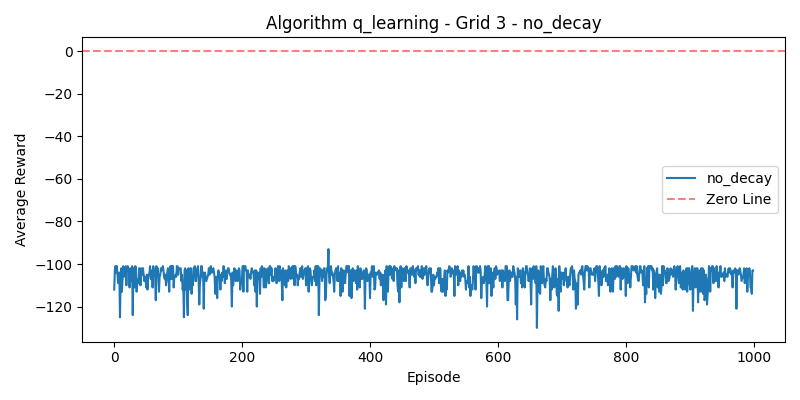 Algorithm q_learning - Grid 3 - no_decay
0
−20
−40
−60
−80
−100
−120
Average Reward
no_decay
Zero Line
0
200
400
600
800
1000
Episode